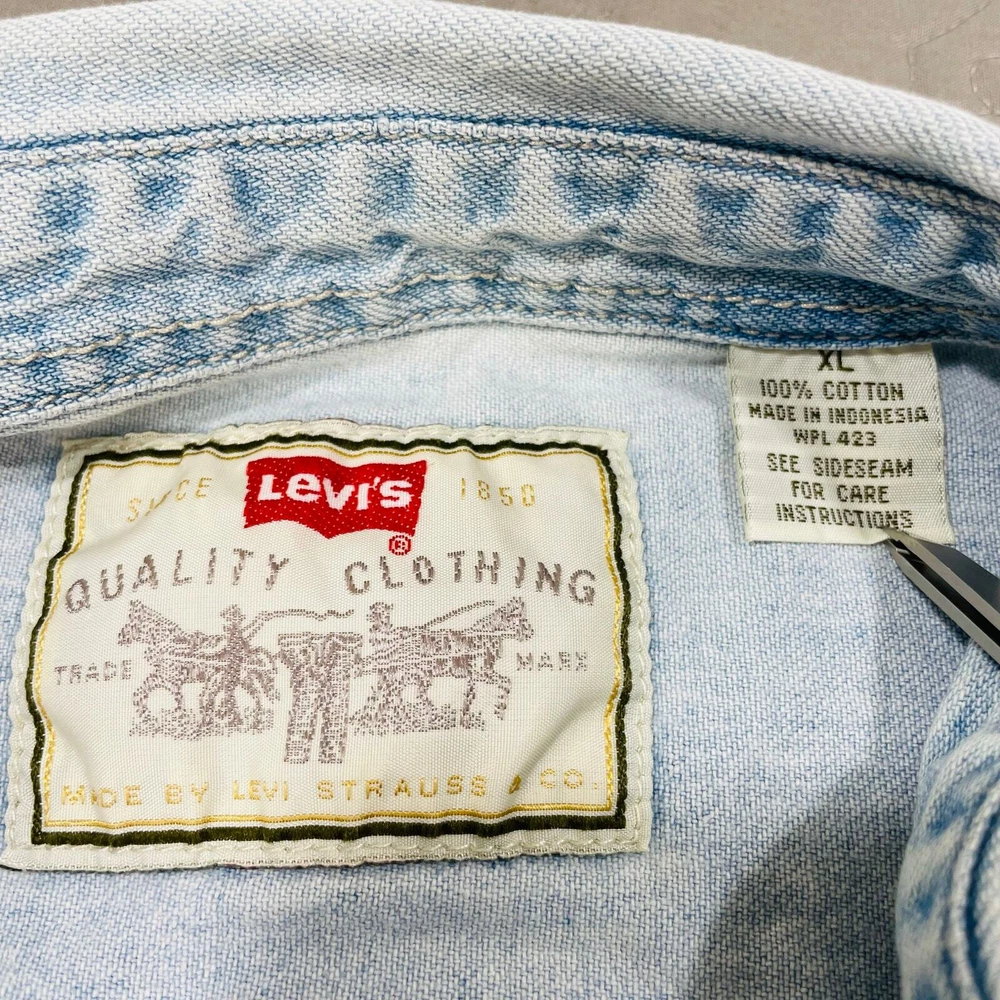 SINCE LEVI'S 1850
®
QUALITY CLOTHING
TRADE MARK
MADE BY LEVI STRAUSS & CO.
XL
100% COTTON
MADE IN INDONESIA
WPL 423
SEE SIDESEAM
FOR CARE
INSTRUCTIONS